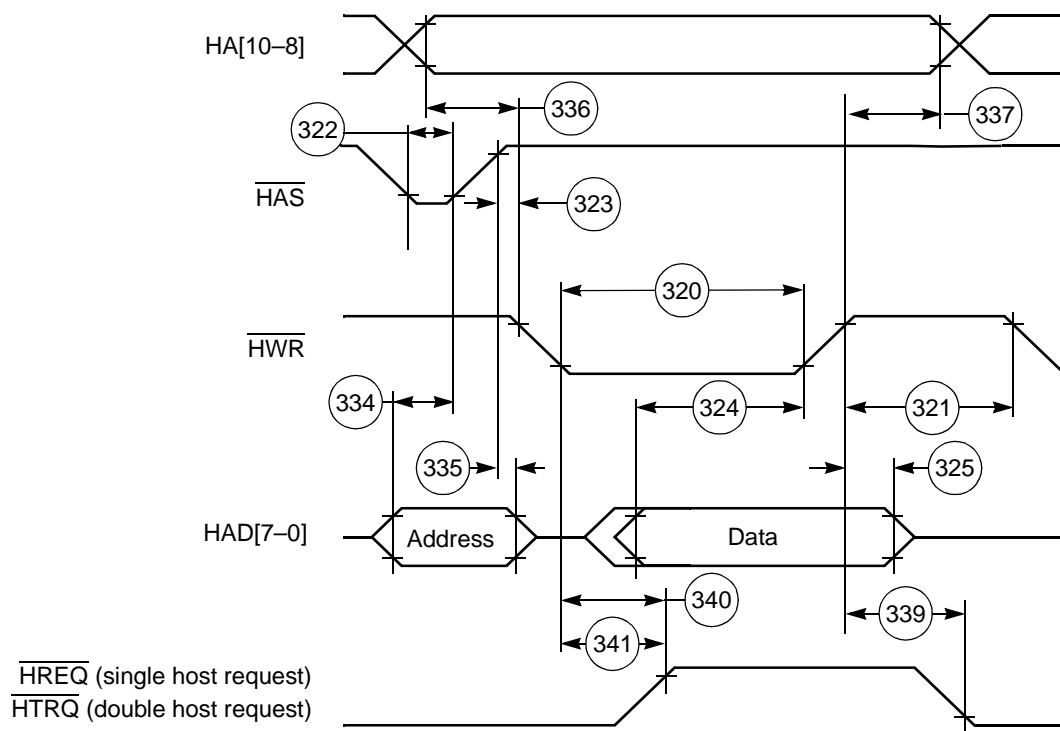 HA[10–8]
336
337
322
HAS
323
320
HWR
334
324
321
335
325
HAD[7–0]
Address
Data
340
339
341
HREQ (single host request)
HTRQ (double host request)